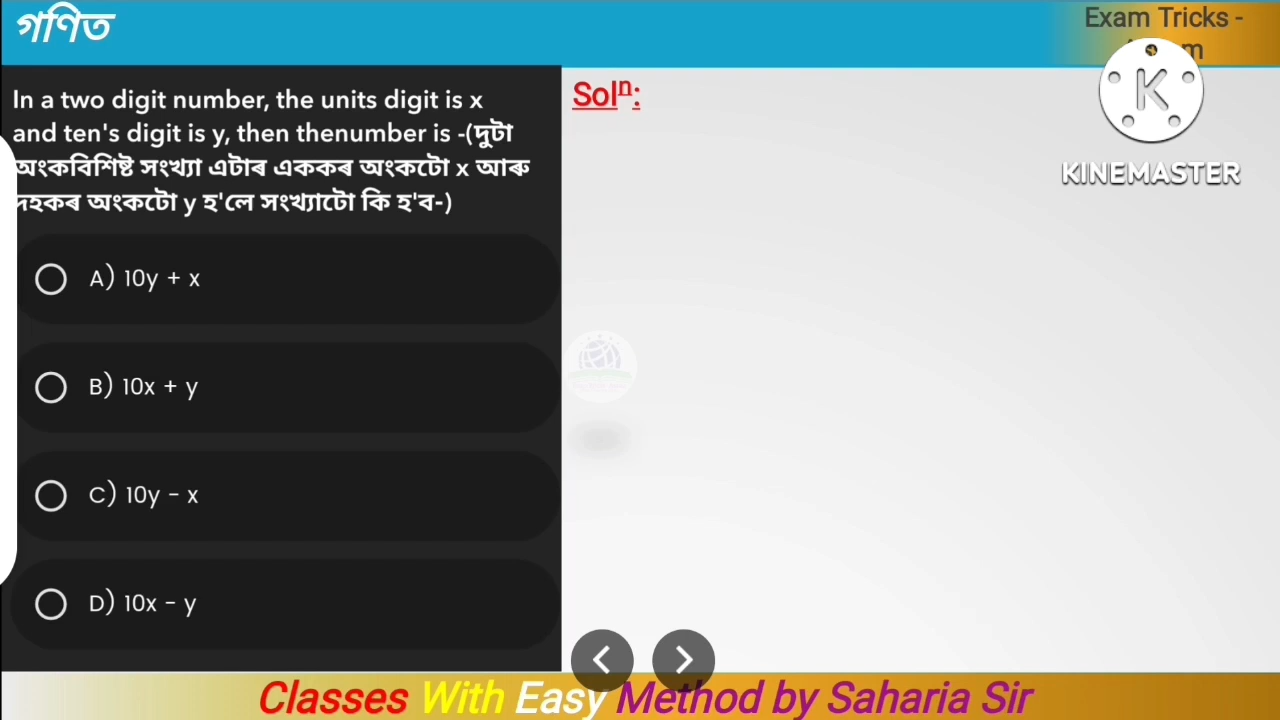 গণিত
Exam Tricks -
In a two digit number, the units digit is x
and ten's digit is y, then thenumber is -(দুটা
অংকবিশিষ্ট সংখ্যা এটাৰ এককৰ অংকটো x আৰু
দহকৰ অংকটো y হ'লে সংখ্যাটো কি হ'ব-)
A) 10y + x
B) 10x + y
C) 10y - x
D) 10x - y
Solⁿ:
K
KINEMASTER
Classes With Easy Method by Saharia Sir